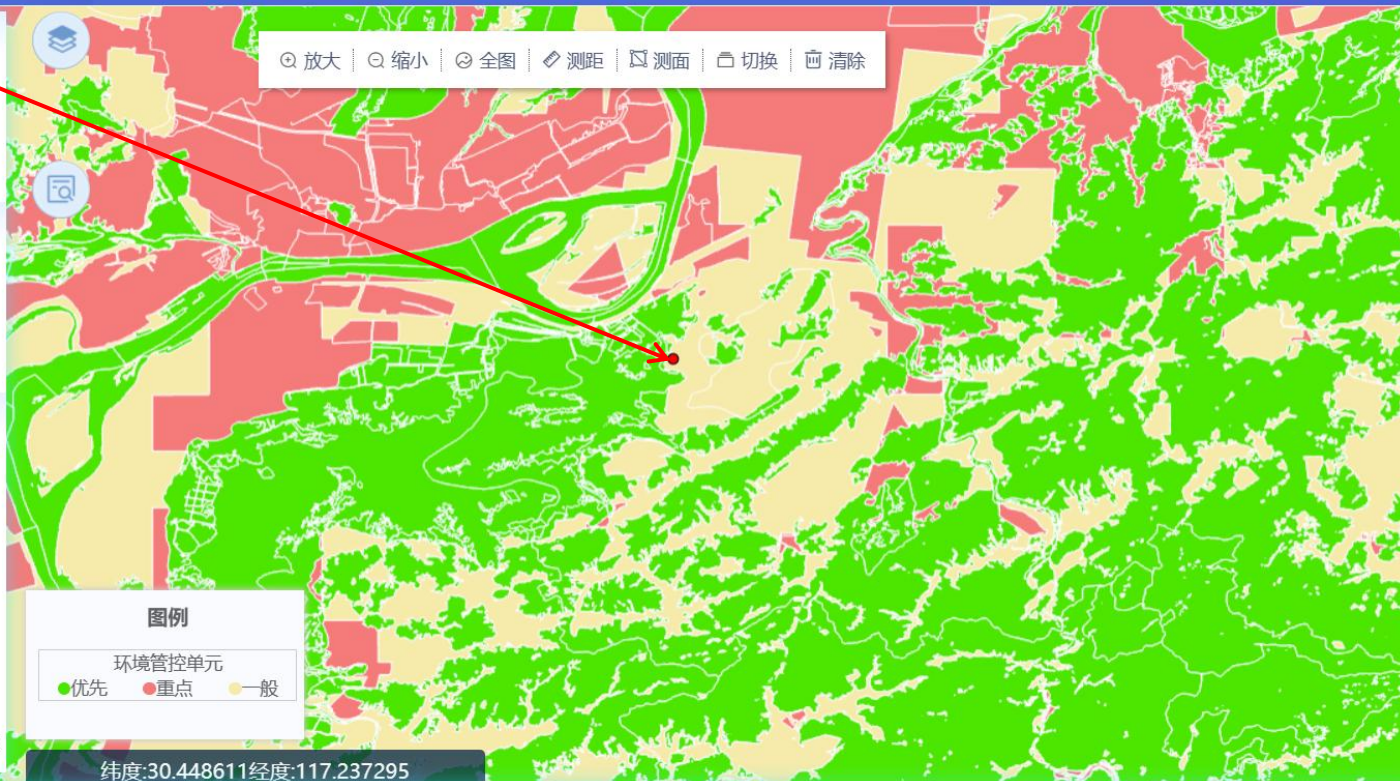 放大 缩小 全图 测距 测面 切换 清除
图例
环境管控单元
优先 重点 一般
纬度:30.448611经度:117.237295